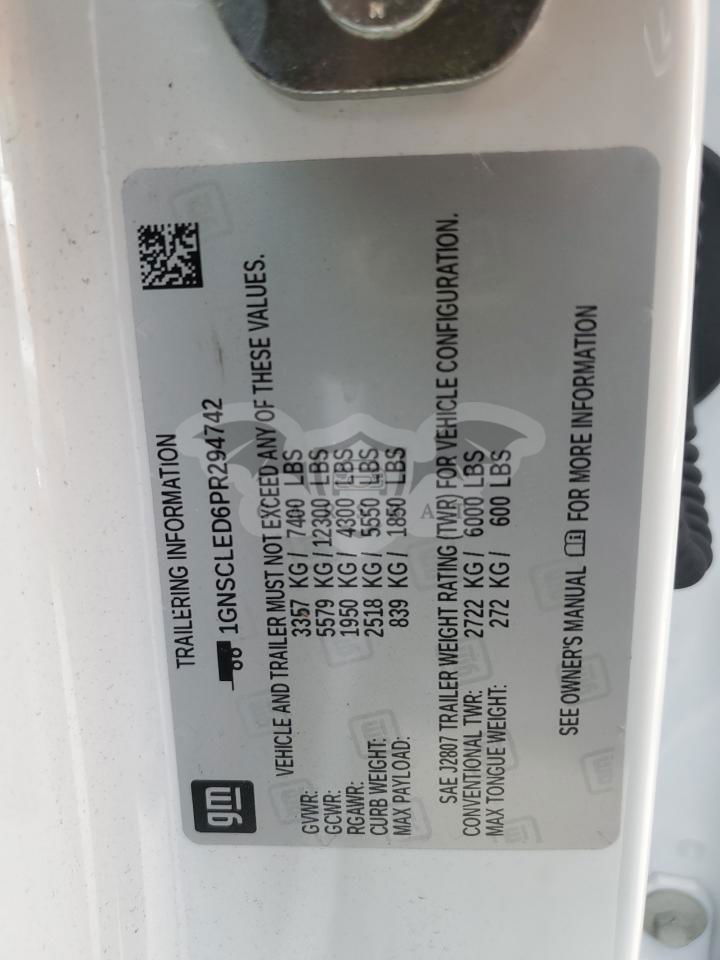 N
gm
TRAILERING INFORMATION
1GNSCLED6PR294742
VEHICLE AND TRAILER MUST NOT EXCEED ANY OF THESE VALUES.
GVWR: 3357 KG / 7400 LBS
GCWR: 5579 KG / 12300 LBS
RGAWR: 1950 KG / 4300 LBS
CURB WEIGHT: 2518 KG / 5550 LBS
MAX PAYLOAD: 839 KG / 1850 LBS
SAE J2807 TRAILER WEIGHT RATING (TWR) FOR VEHICLE CONFIGURATION.
CONVENTIONAL TWR: 2722 KG / 6000 LBS
MAX TONGUE WEIGHT: 272 KG / 600 LBS
SEE OWNER'S MANUAL FOR MORE INFORMATION